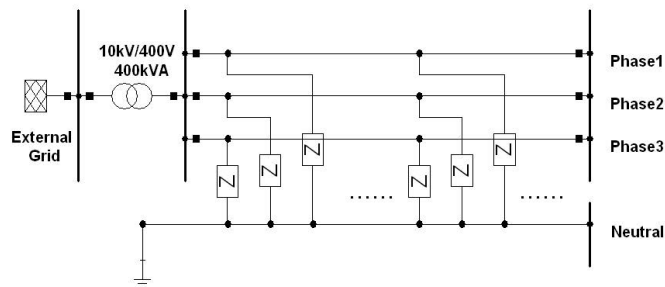 10kV/400V
400kVA
External
Grid
Phase1
Phase2
Phase3
Neutral
Z
Z
Z
Z
Z
Z
......
......